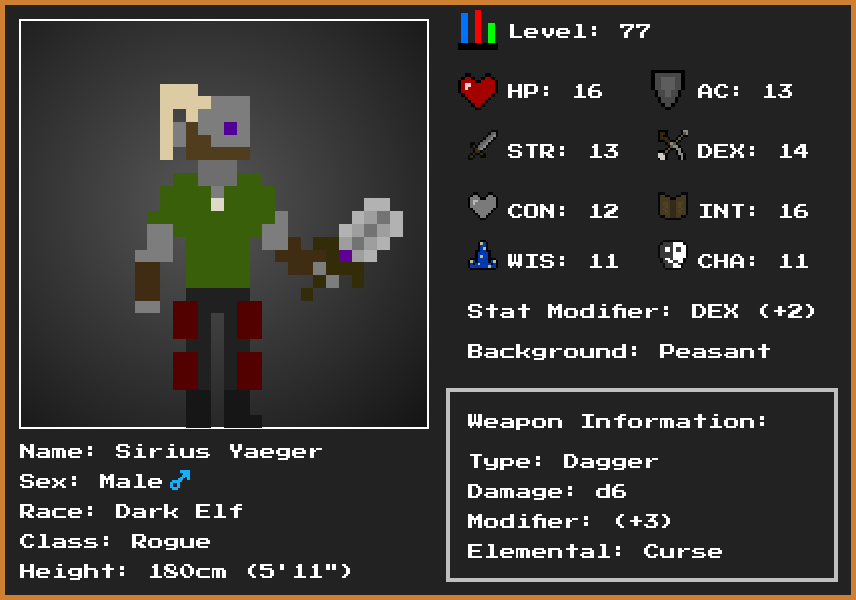 Level: 77
HP: 16 AC: 13
STR: 13 DEX: 14
CON: 12 INT: 16
WIS: 11 CHA: 11
Stat Modifier: DEX (+2)
Background: Peasant
Weapon Information:
Type: Dagger
Damage: d6
Modifier: (+3)
Elemental: Curse
Name: Sirius Yaeger
Sex: Male♂
Race: Dark Elf
Class: Rogue
Height: 180cm (5'11")